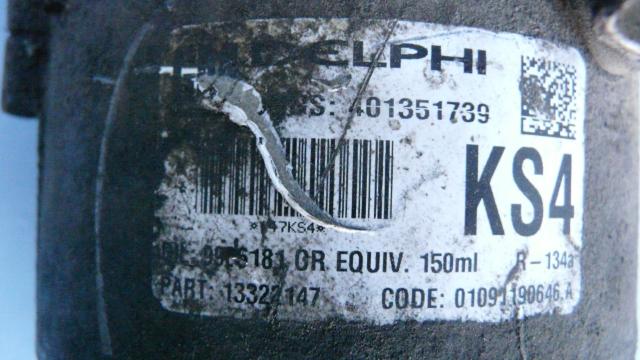 DELPHI
401351739
KS4
OR EQUIV. 150ml R-134a
PART: 13322147 CODE: 01091190646.A